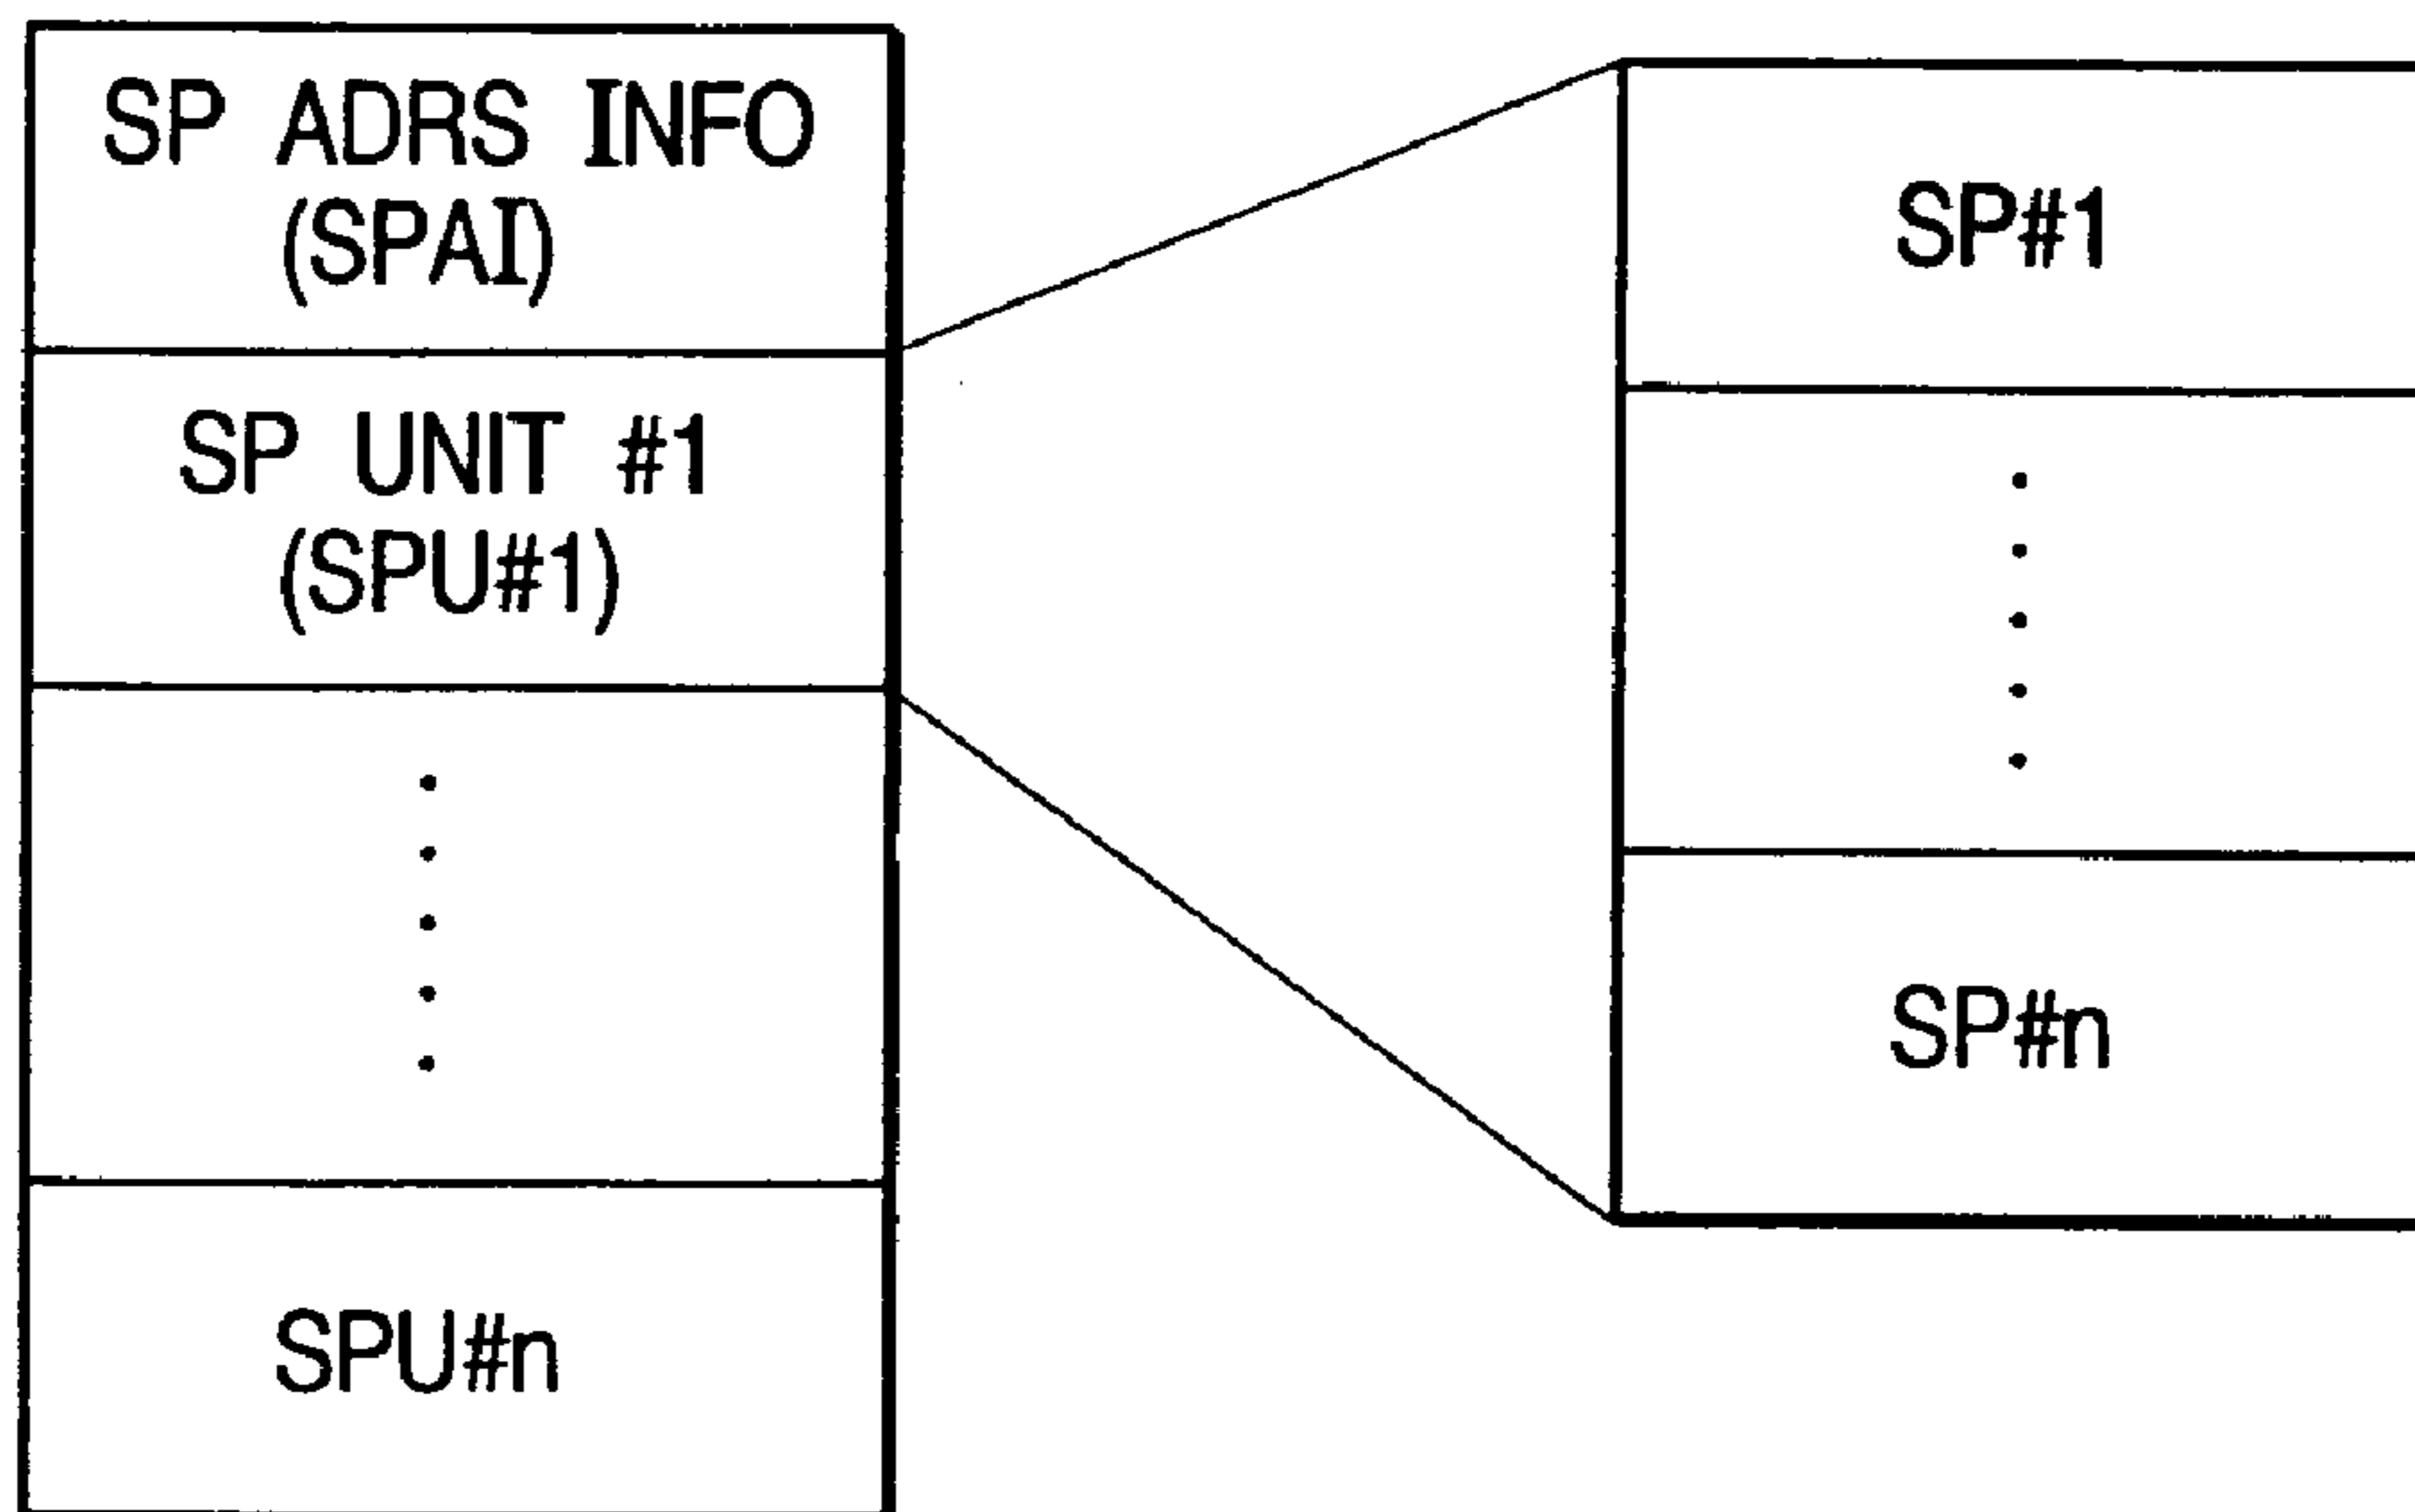 SP ADRS INFO
(SPAI)
SP UNIT #1
(SPU#1)
SPU#n
SP#1
SP#n